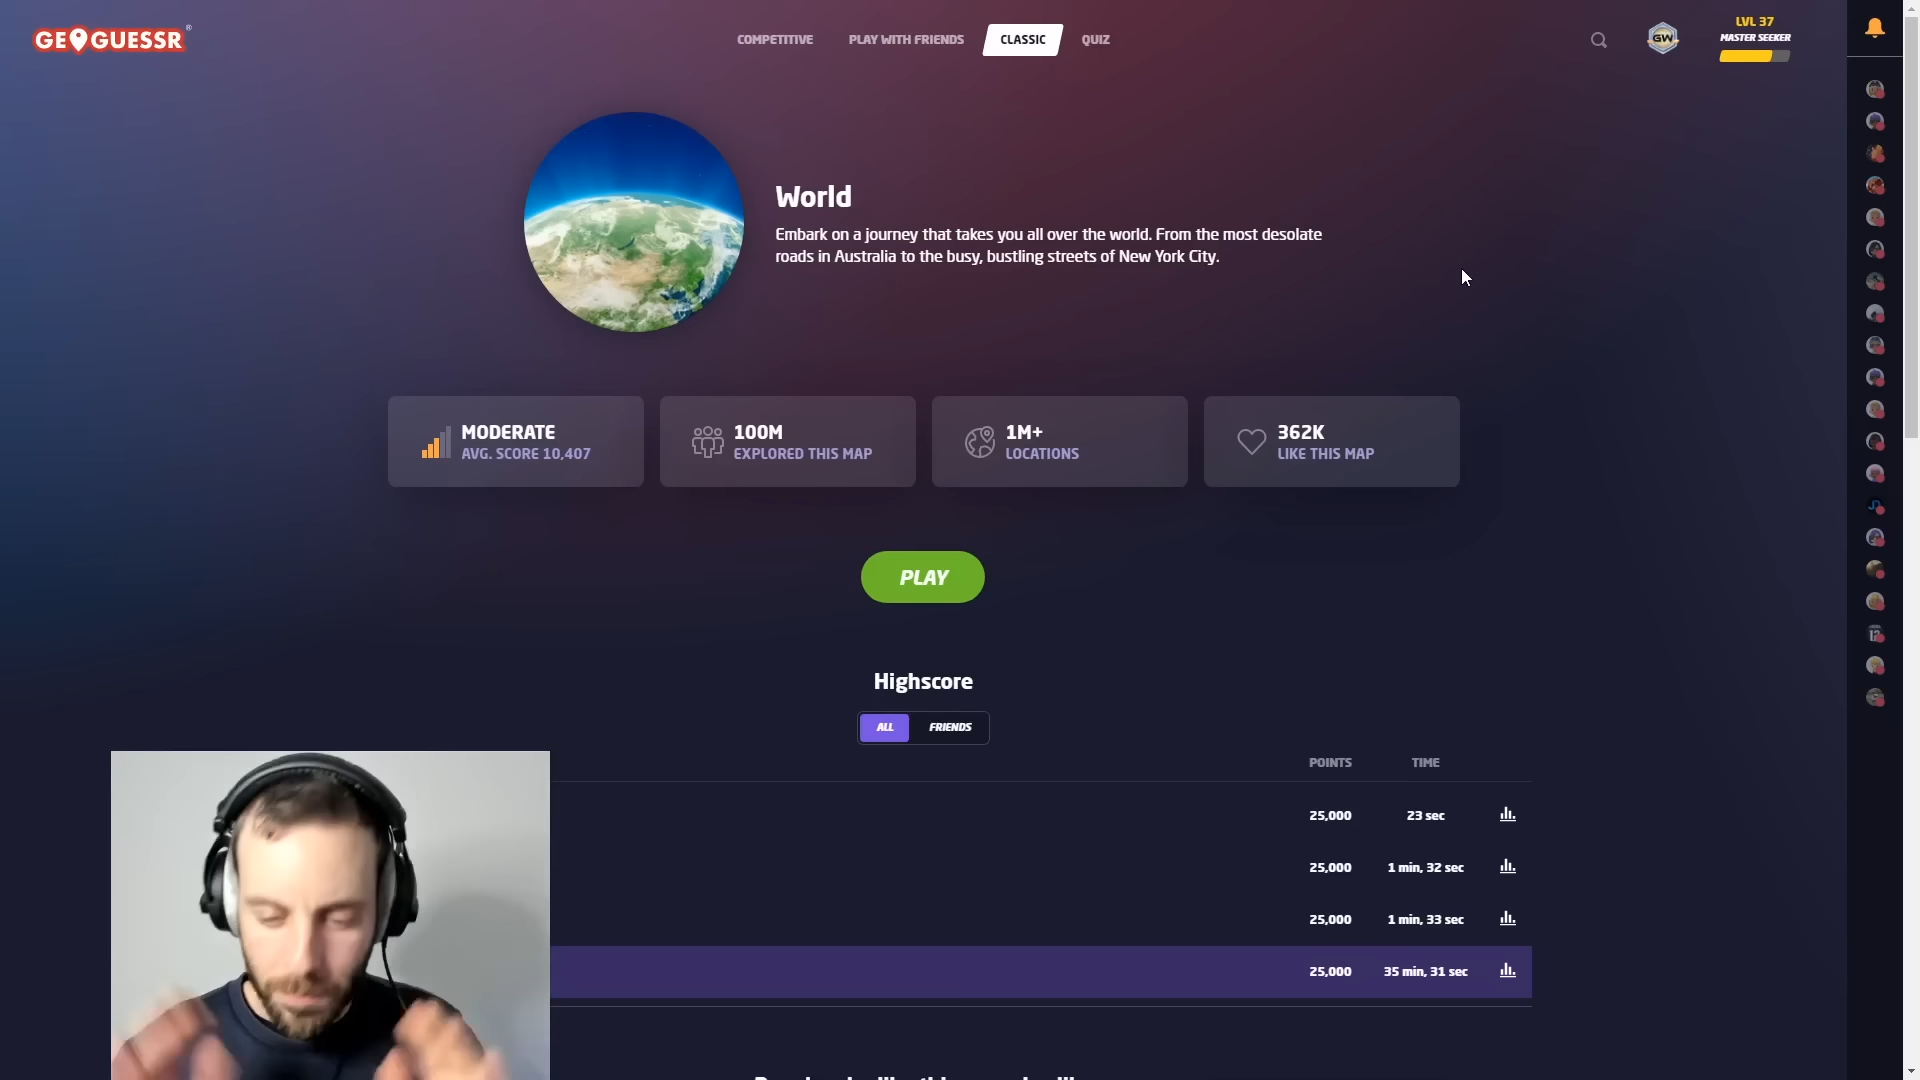 GEOGUESSR®
COMPETITIVE
PLAY WITH FRIENDS
CLASSIC
QUIZ
GW
LVL 37
MASTER SEEKER
World
Embark on a journey that takes you all over the world. From the most desolate
roads in Australia to the busy, bustling streets of New York City.
MODERATE
AVG. SCORE 10,407
100M
EXPLORED THIS MAP
1M+
LOCATIONS
362K
LIKE THIS MAP
PLAY
Highscore
ALL
FRIENDS
POINTS
TIME
25,000
23 sec
25,000
1 min, 32 sec
25,000
1 min, 33 sec
25,000
35 min, 31 sec